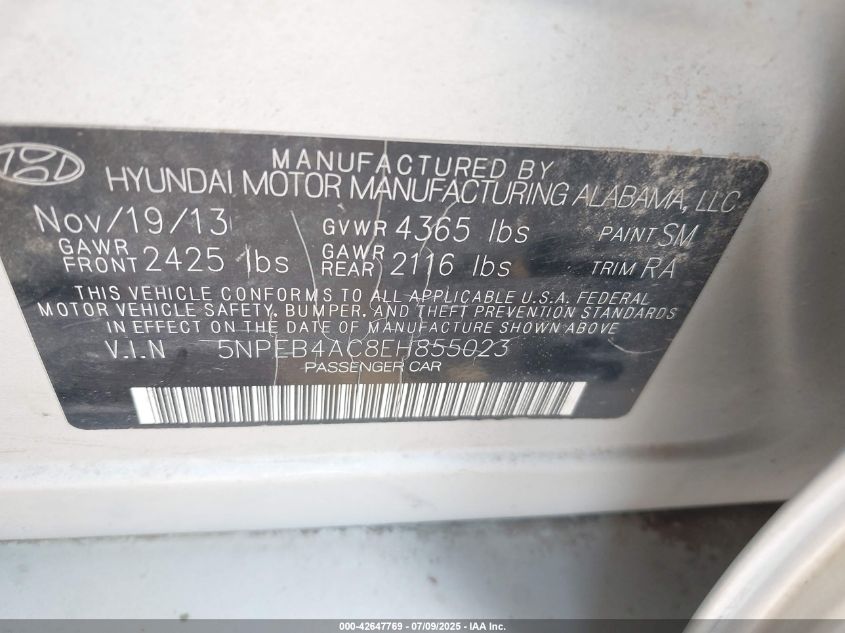 MANUFACTURED BY
HYUNDAI MOTOR MANUFACTURING ALABAMA, LLC
Nov/19/13 GVWR 4365 lbs PAINT SM
GAWR FRONT 2425 lbs GAWR REAR 2116 lbs TRIM RA
THIS VEHICLE CONFORMS TO ALL APPLICABLE U.S.A. FEDERAL
MOTOR VEHICLE SAFETY, BUMPER, AND THEFT PREVENTION STANDARDS
IN EFFECT ON THE DATE OF MANUFACTURE SHOWN ABOVE
V.I.N 5NPEB4AC8EH855023
PASSENGER CAR
000-42647769 - 07/09/2025 - IAA Inc.